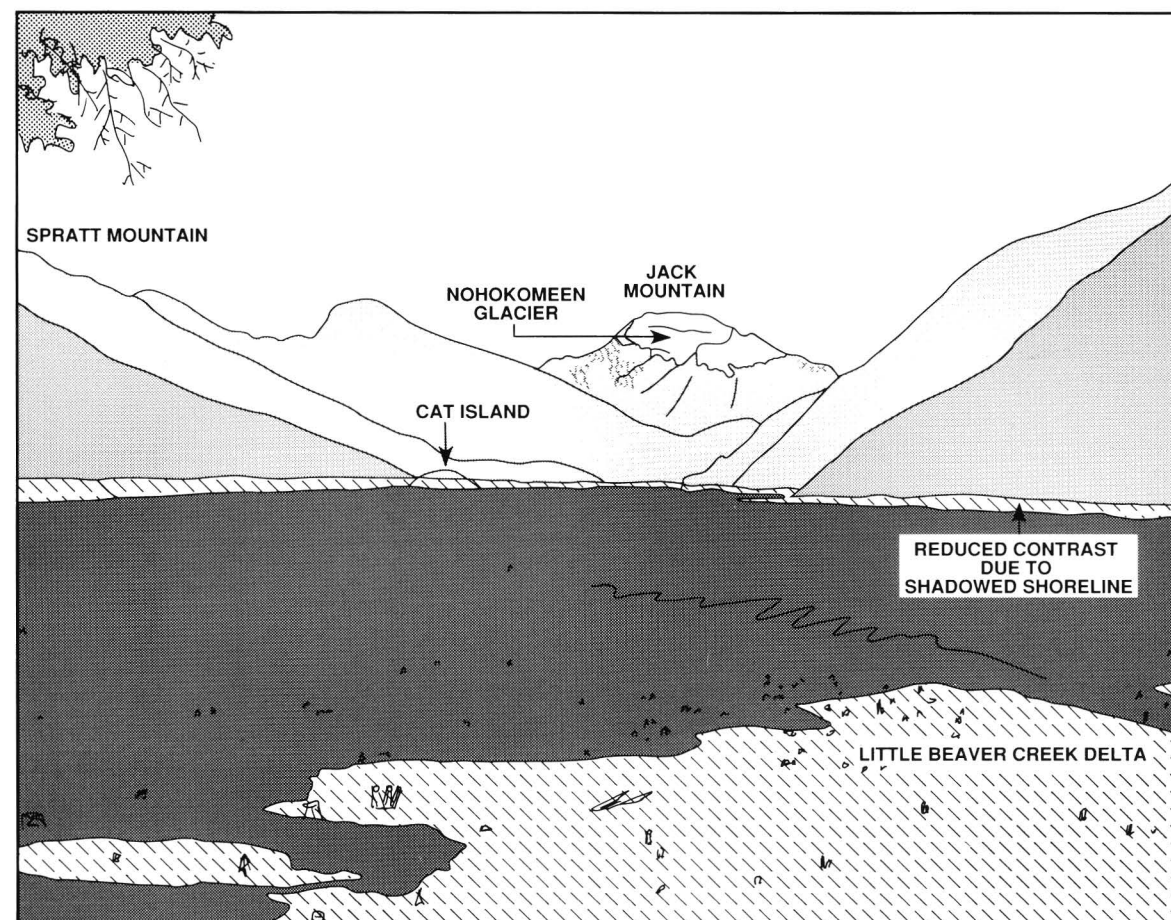 SPRATT MOUNTAIN
JACK
MOUNTAIN
NOHOKOMEEN
GLACIER
CAT ISLAND
REDUCED CONTRAST
DUE TO
SHADOWED SHORELINE
LITTLE BEAVER CREEK DELTA